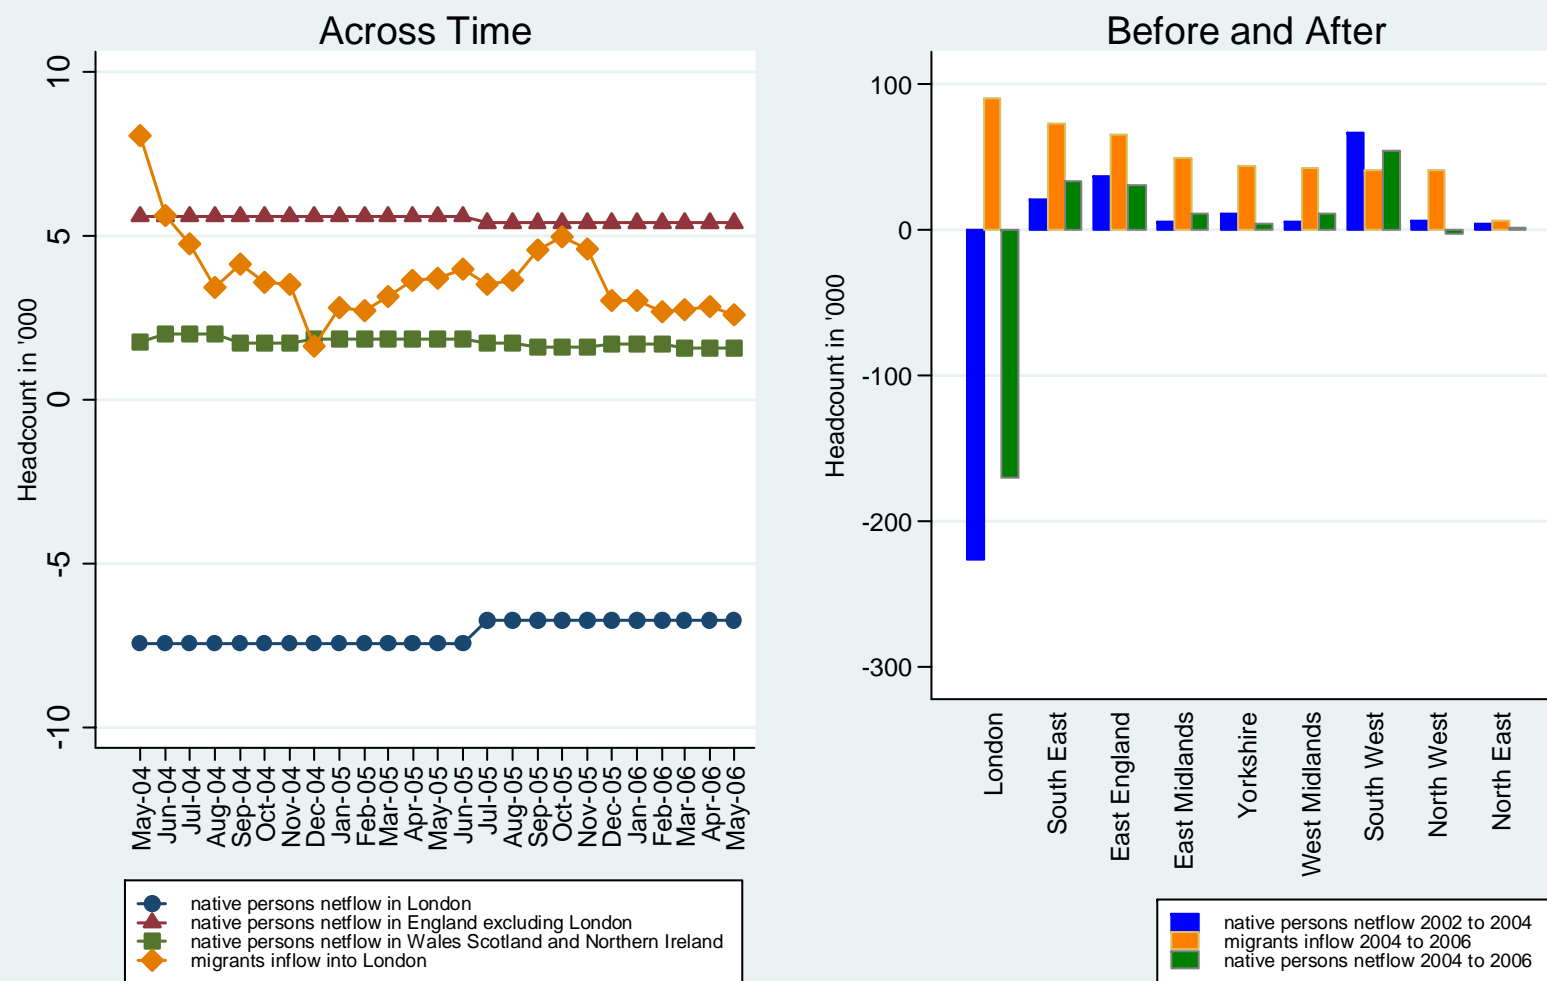 Across Time
Headcount in '000
10
5
0
-5
-10
May-04
Jun-04
Jul-04
Aug-04
Sep-04
Oct-04
Nov-04
Dec-04
Jan-05
Feb-05
Mar-05
Apr-05
May-05
Jun-05
Jul-05
Aug-05
Sep-05
Oct-05
Nov-05
Dec-05
Jan-06
Feb-06
Mar-06
Apr-06
May-06
native persons netflow in London
native persons netflow in England excluding London
native persons netflow in Wales Scotland and Northern Ireland
migrants inflow into London
Before and After
Headcount in '000
100
0
-100
-200
-300
London
South East
East England
East Midlands
Yorkshire
West Midlands
South West
North West
North East
native persons netflow 2002 to 2004
migrants inflow 2004 to 2006
native persons netflow 2004 to 2006